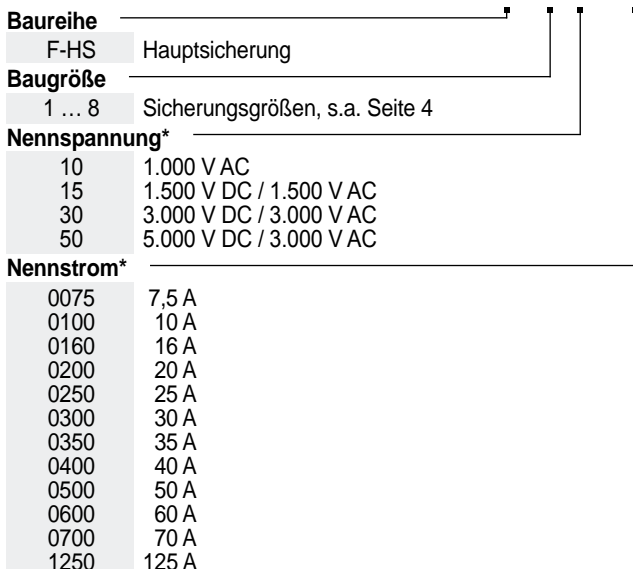 Baureihe
F-HS Hauptsicherung
Baugröße
1 … 8 Sicherungsgrößen, s.a. Seite 4
Nennspannung*
10 1.000 V AC
15 1.500 V DC / 1.500 V AC
30 3.000 V DC / 3.000 V AC
50 5.000 V DC / 3.000 V AC
Nennstrom*
0075 7,5 A
0100 10 A
0160 16 A
0200 20 A
0250 25 A
0300 30 A
0350 35 A
0400 40 A
0500 50 A
0600 60 A
0700 70 A
1250 125 A